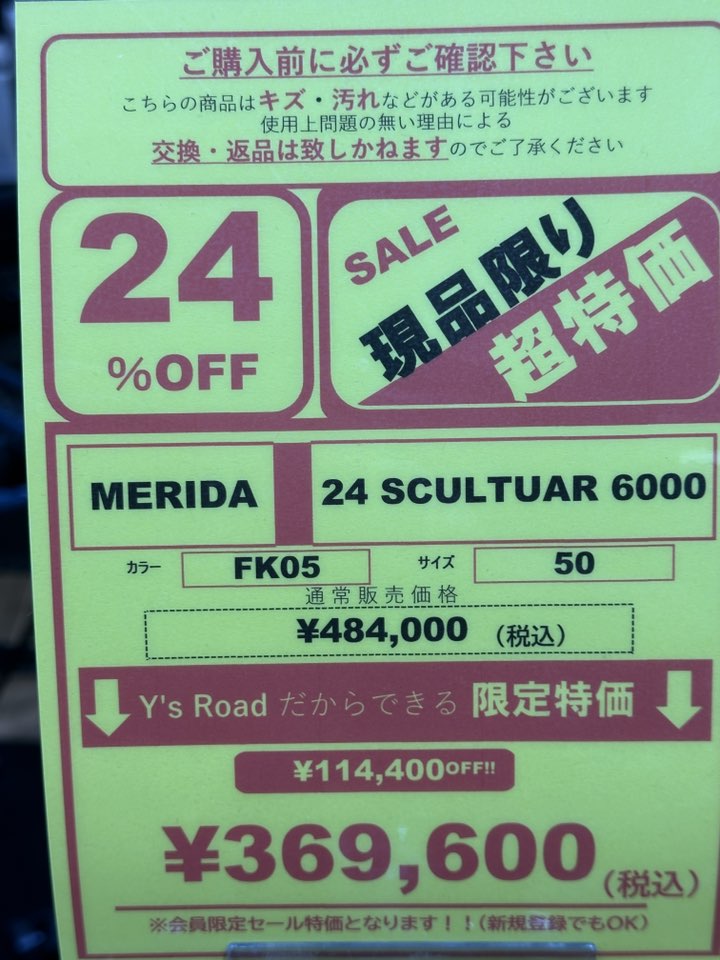 ご購入前に必ずご確認下さい
こちらの商品はキズ・汚れなどがある可能性がございます
使用上問題の無い理由による
交換・返品は致しかねますのでご了承ください
24
%OFF
SALE
現品限り
超特価
MERIDA
24 SCULTUAR 6000
カラー FK05 サイズ 50
通常販売価格
¥484,000 (税込)
Y's Road だからできる 限定特価
¥114,400OFF!!
¥369,600(税込)
※会員限定セール特価となります！！(新規登録でもOK)